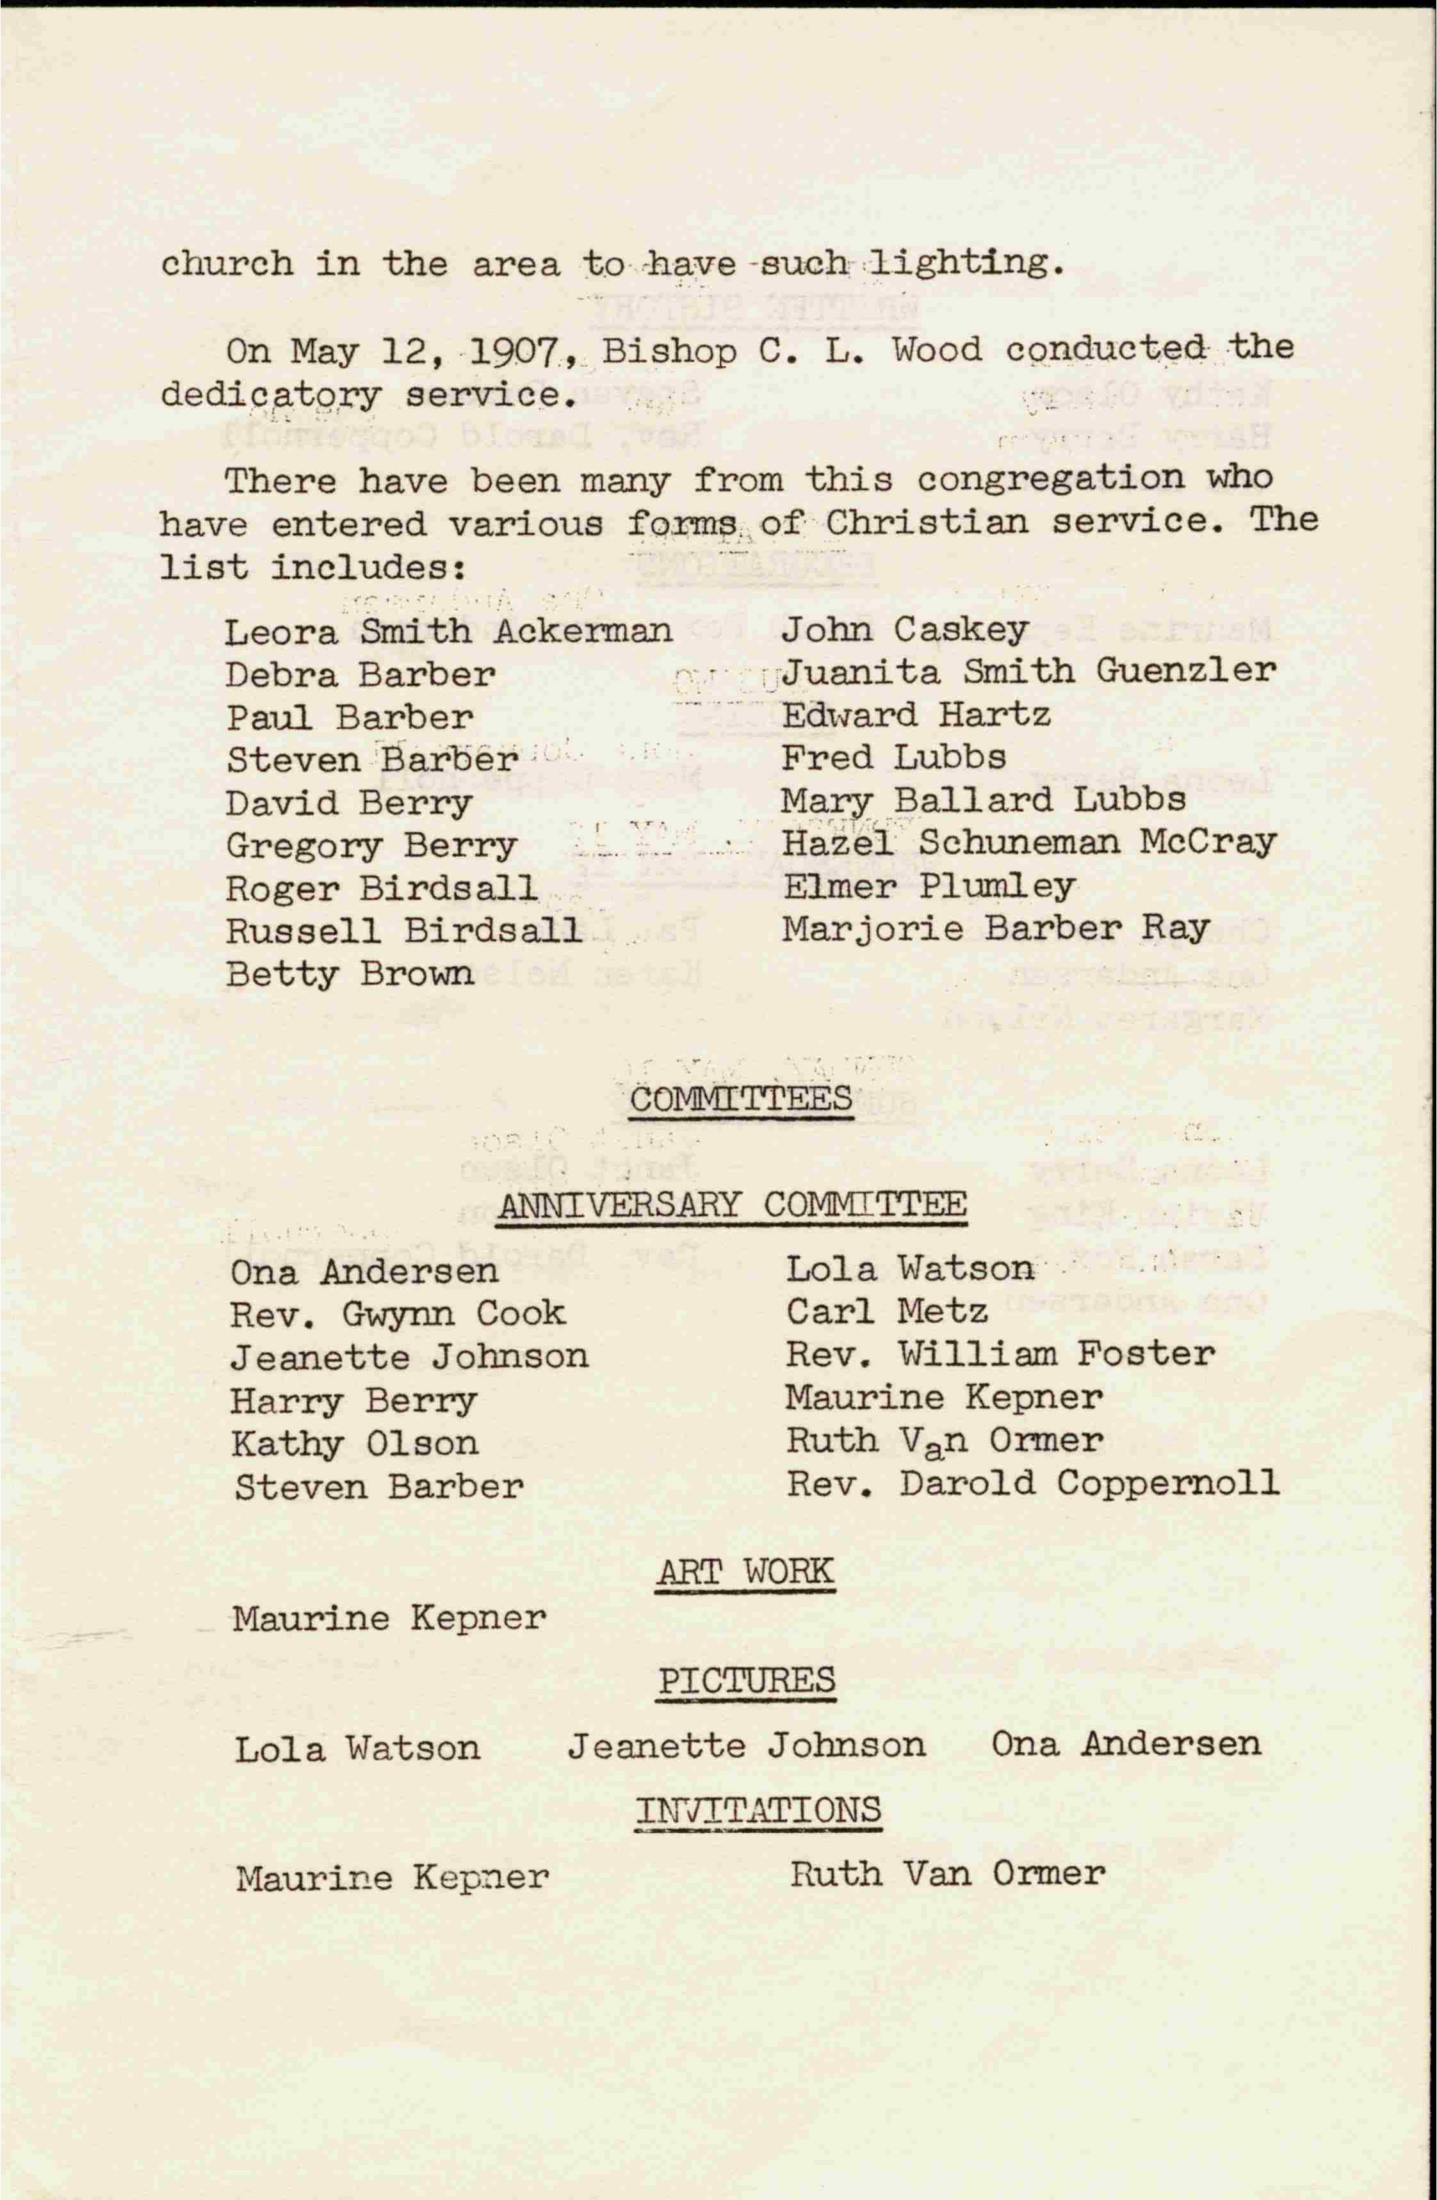 church in the area to have such lighting.
On May 12, 1907, Bishop C. L. Wood conducted the
dedicatory service.
There have been many from this congregation who
have entered various forms of Christian service. The
list includes:
Leora Smith Ackerman John Caskey
Debra Barber Juanita Smith Guenzler
Paul Barber Edward Hartz
Steven Barber Fred Lubbs
David Berry Mary Ballard Lubbs
Gregory Berry Hazel Schuneman McCray
Roger Birdsall Elmer Plumley
Russell Birdsall Marjorie Barber Ray
Betty Brown
COMMITTEES
ANNIVERSARY COMMITTEE
Ona Andersen Lola Watson
Rev. Gwynn Cook Carl Metz
Jeanette Johnson Rev. William Foster
Harry Berry Maurine Kepner
Kathy Olson Ruth Van Ormer
Steven Barber Rev. Darold Coppernoll
ART WORK
Maurine Kepner
PICTURES
Lola Watson Jeanette Johnson Ona Andersen
INVITATIONS
Maurine Kepner Ruth Van Ormer